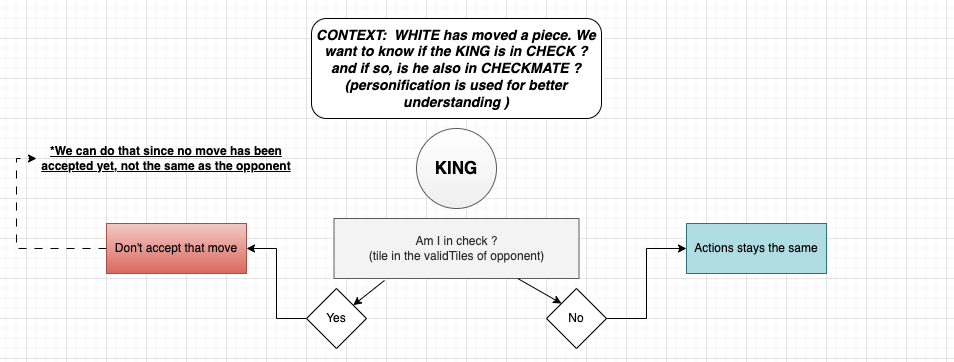 CONTEXT: WHITE has moved a piece. We
want to know if the KING is in CHECK ?
and if so, is he also in CHECKMATE ?
(personification is used for better
understanding )
*We can do that since no move has been
accepted yet, not the same as the opponent
KING
Don't accept that move
Am I in check ?
(tile in the validTiles of opponent)
Actions stays the same
Yes
No